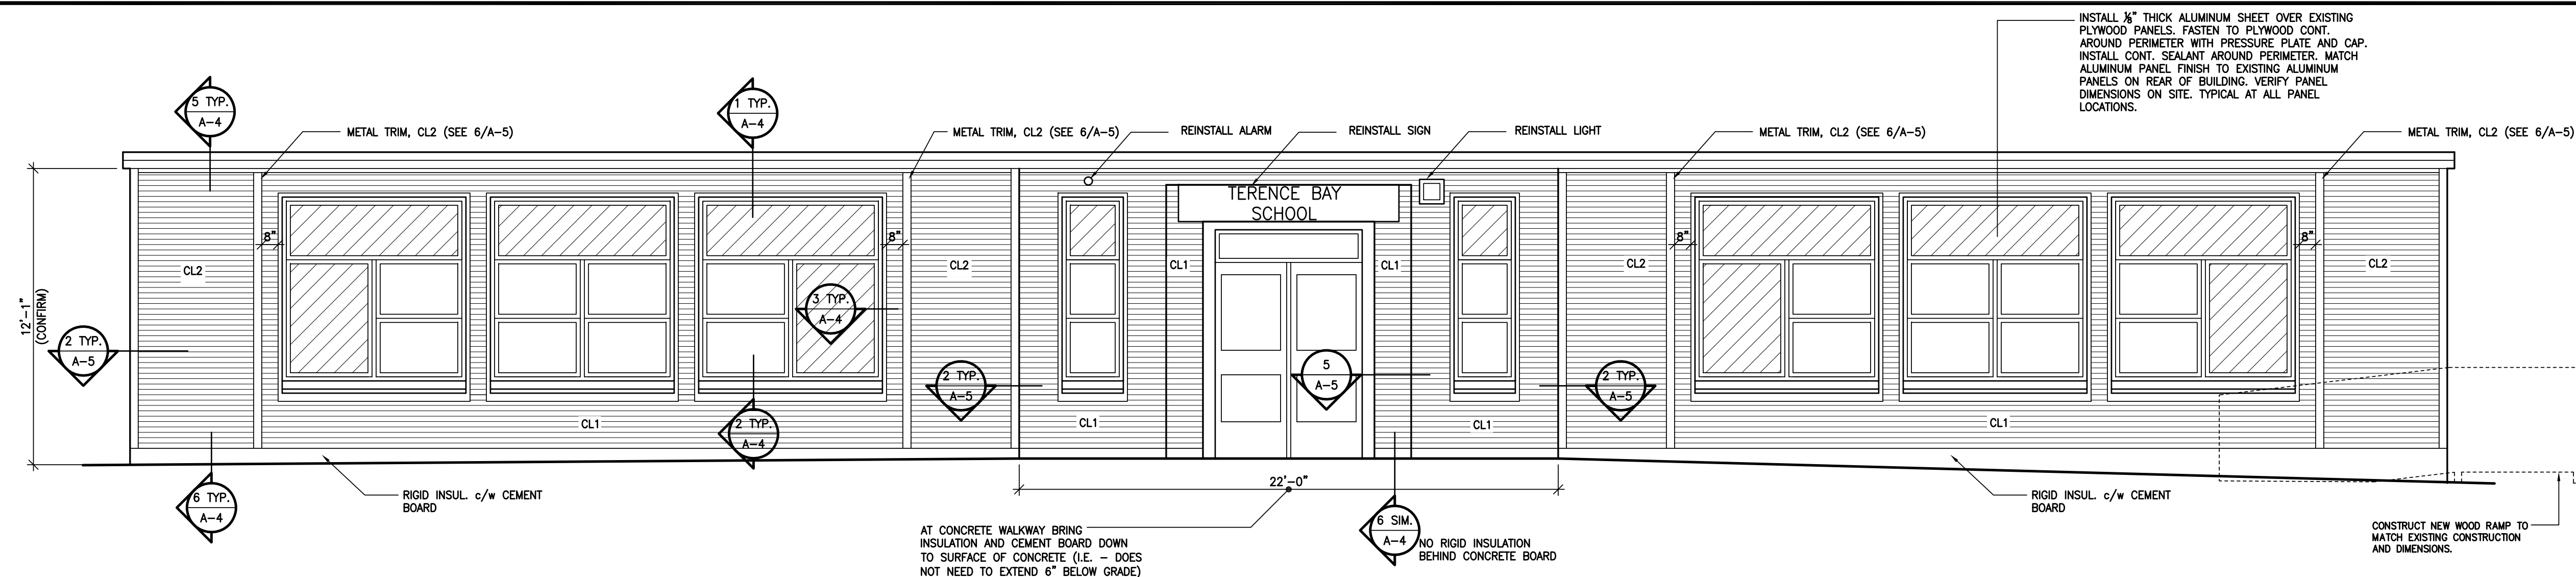 INSTALL ⅛" THICK ALUMINUM SHEET OVER EXISTING
PLYWOOD PANELS. FASTEN TO PLYWOOD CONT.
AROUND PERIMETER WITH PRESSURE PLATE AND CAP.
INSTALL CONT. SEALANT AROUND PERIMETER. MATCH
ALUMINUM PANEL FINISH TO EXISTING ALUMINUM
PANELS ON REAR OF BUILDING. VERIFY PANEL
DIMENSIONS ON SITE. TYPICAL AT ALL PANEL
LOCATIONS.
5 TYP.
A-4
1 TYP.
A-4
METAL TRIM, CL2 (SEE 6/A-5)
METAL TRIM, CL2 (SEE 6/A-5)
REINSTALL ALARM
REINSTALL SIGN
REINSTALL LIGHT
METAL TRIM, CL2 (SEE 6/A-5)
METAL TRIM, CL2 (SEE 6/A-5)
TERENCE BAY
SCHOOL
8"
8"
8"
8"
CL2
CL2
CL1
CL1
CL2
CL2
12'-1"
(CONFIRM)
3 TYP.
A-4
2 TYP.
A-5
2 TYP.
A-5
5
A-5
2 TYP.
A-5
CL1
2 TYP.
A-4
CL1
CL1
CL1
22'-0"
6 TYP.
A-4
RIGID INSUL. c/w CEMENT
BOARD
AT CONCRETE WALKWAY BRING
INSULATION AND CEMENT BOARD DOWN
TO SURFACE OF CONCRETE (I.E. - DOES
NOT NEED TO EXTEND 6" BELOW GRADE)
6 SIM.
A-4
NO RIGID INSULATION
BEHIND CONCRETE BOARD
RIGID INSUL. c/w CEMENT
BOARD
CONSTRUCT NEW WOOD RAMP TO
MATCH EXISTING CONSTRUCTION
AND DIMENSIONS.